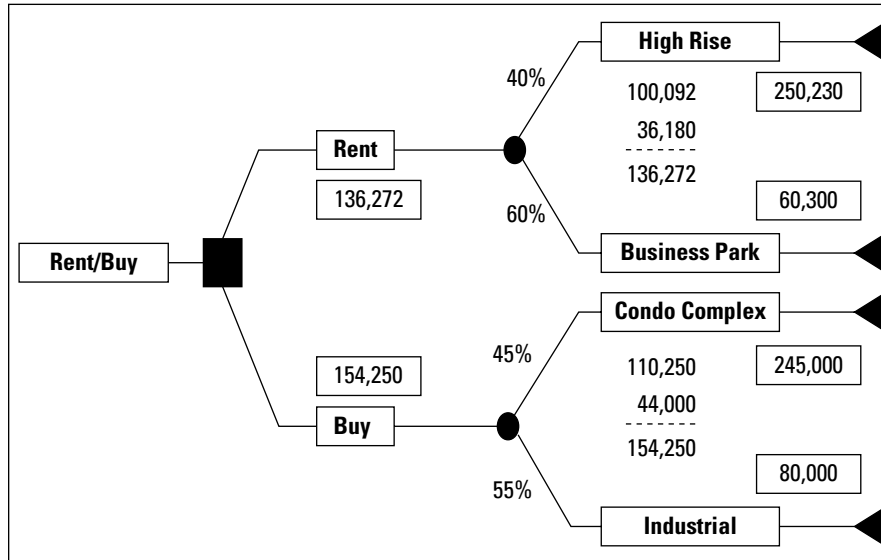 High Rise
40%
100,092
250,230
36,180
Rent
136,272
136,272
60%
60,300
Rent/Buy
Business Park
Condo Complex
45%
110,250
245,000
154,250
44,000
Buy
154,250
80,000
55%
Industrial